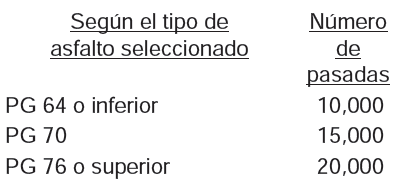 Según el tipo de Número
asfalto seleccionado de
pasadas
PG 64 o inferior 10,000
PG 70 15,000
PG 76 o superior 20,000